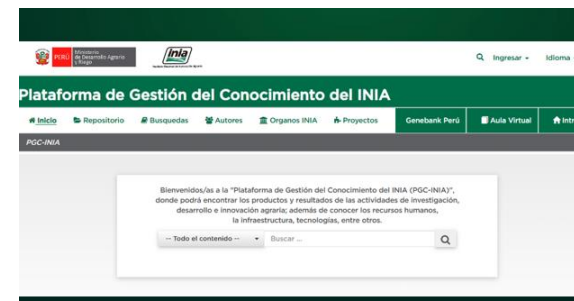 PERÚ
Ministerio
de Desarrollo Agrario
y Riego
inia
Ingresar
Idioma
Plataforma de Gestión del Conocimiento del INIA
Inicio Repositorio Busquedas Autores Organos INIA Proyectos Genebank Perú Aula Virtual Intr
PGC-INIA
Bienvenidos/as a la "Plataforma de Gestión del Conocimiento del INIA (PGC-INIA)",
donde podrá encontrar los productos y resultados de las actividades de investigación,
desarrollo e innovación agraria; además de conocer los recursos humanos,
la infraestructura, tecnologías, entre otros.
-- Todo el contenido -- Buscar ...